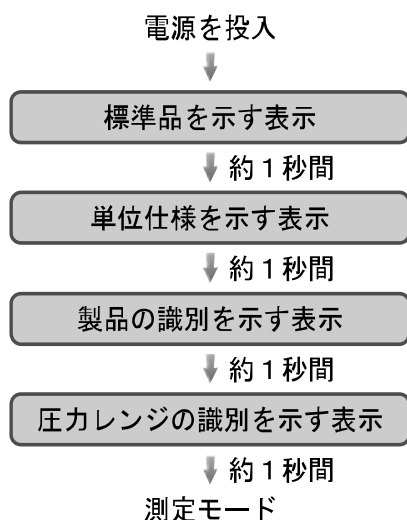 電源を投入
標準品を示す表示
約1秒間
単位仕様を示す表示
約1秒間
製品の識別を示す表示
約1秒間
圧力レンジの識別を示す表示
約1秒間
測定モード